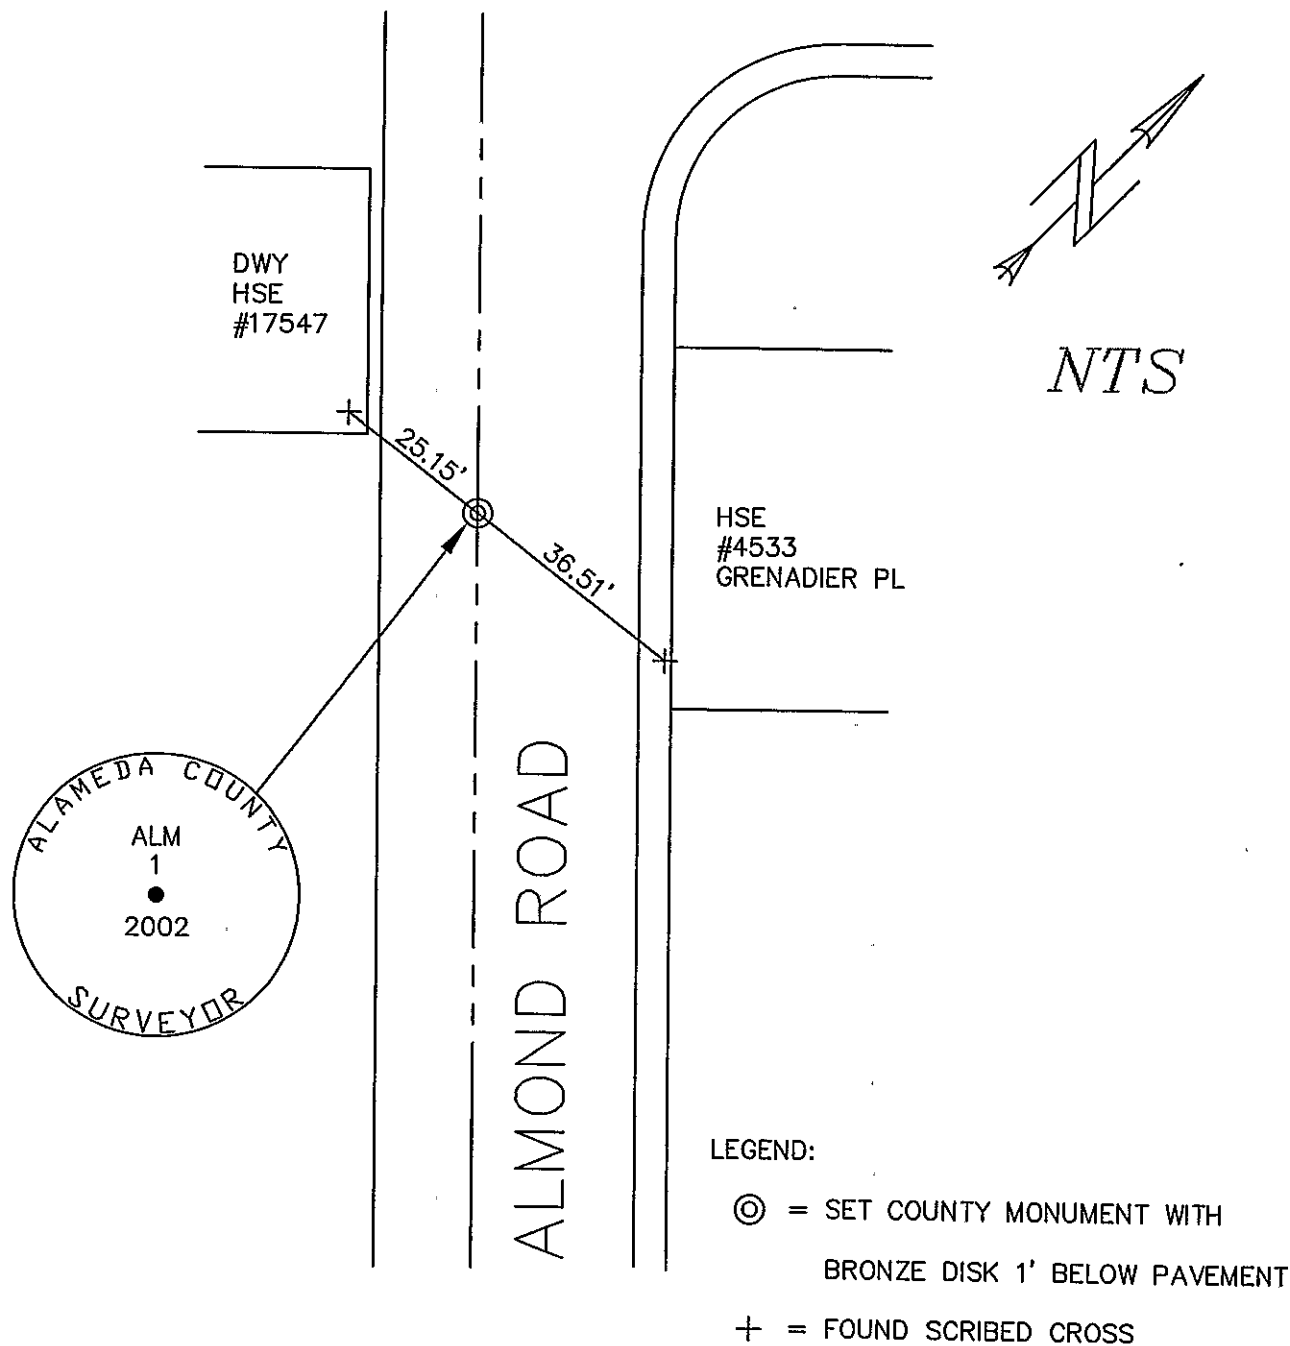 DWY
HSE
#17547
N
NTS
25.15'
36.51'
HSE
#4533
GRENADIER PL
ALAMEDA COUNTY
ALM
1
2002
SURVEYOR
ALMOND ROAD
LEGEND:
= SET COUNTY MONUMENT WITH
BRONZE DISK 1' BELOW PAVEMENT
= FOUND SCRIBED CROSS